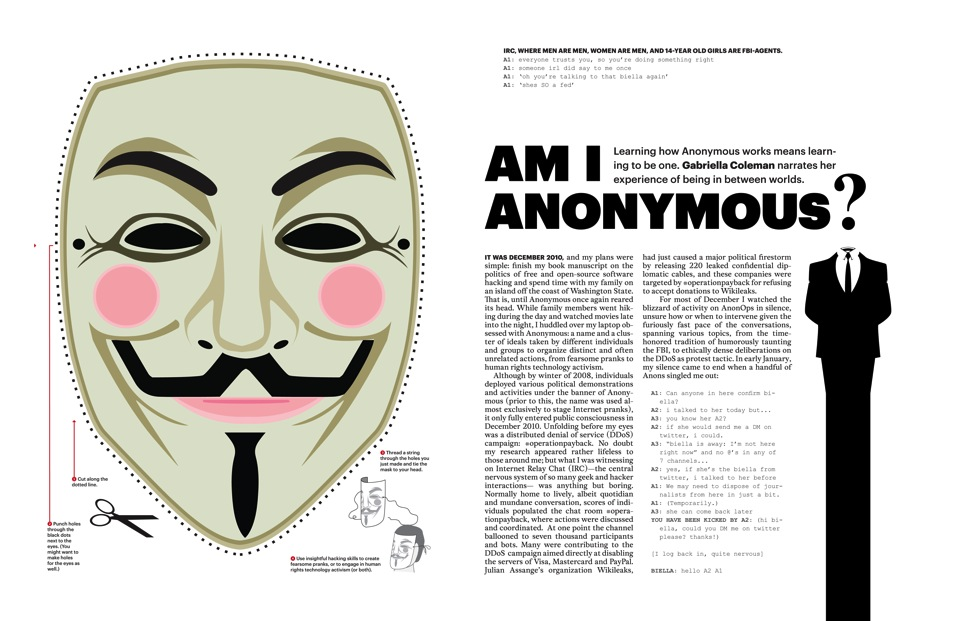 IRC, WHERE MEN ARE MEN, WOMEN ARE MEN, AND 14-YEAR OLD GIRLS ARE FBI-AGENTS.
A1: everyone trusts you, so you're doing something right
A1: someone irl did say to me once
A1: 'oh you're talking to that biella again'
A1: 'shes SO a fed'
AM I
ANONYMOUS?
Learning how Anonymous works means learn-
ing to be one. Gabriella Coleman narrates her
experience of being in between worlds.
IT WAS DECEMBER 2010, and my plans were
simple: finish my book manuscript on the
politics of free and open-source software
hacking and spend time with my family on
an island off the coast of Washington State.
That is, until Anonymous once again reared
its head. While family members went hik-
ing during the day and watched movies late
into the night, I huddled over my laptop ob-
sessed with Anonymous: a name and a clus-
ter of ideas taken by different individuals
and groups to organize distinct and often
unrelated actions, from fearsome pranks to
human rights technology activism.
Although by winter of 2008, individuals
deployed various political demonstrations
and activities under the banner of Anony-
mous (prior to this, the name was used al-
most exclusively to stage Internet pranks),
it only fully entered public consciousness in
December 2010. Unfolding before my eyes
was a distributed denial of service (DDoS)
campaign: #operationpayback. No doubt
my research appeared rather lifeless to
those around me; but what I was witnessing
on Internet Relay Chat (IRC)—the central
nervous system of so many geek and hacker
interactions— was anything but boring.
Normally home to lively, albeit quotidian
and mundane conversation, scores of indi-
viduals populated the chat room #opera-
tionpayback, where actions were discussed
and coordinated. At one point the channel
ballooned to seven thousand participants
and bots. Many were contributing to the
DDoS campaign aimed directly at disabling
the servers of Visa, Mastercard and PayPal.
Julian Assange's organization Wikileaks,
had just caused a major political firestorm
by releasing 220 leaked confidential dip-
lomatic cables, and these companies were
targeted by #operationpayback for refusing
to accept donations to Wikileaks.
For most of December I watched the
blizzard of activity on AnonOps in silence,
unsure how or when to intervene given the
furiously fast pace of the conversations,
spanning various topics, from the time-
honored tradition of humorously taunting
the FBI, to ethically dense deliberations on
the DDoS as protest tactic. In early January,
my silence came to end when a handful of
Anons singled me out:
A1: Can anyone in here confirm bi-
ella?
A2: i talked to her today but...
A3: you know her A2?
A2: if she would send me a DM on
twitter, i could.
A3: "biella is away: I'm not here
right now" and no @'s in any of
7 channels...
A2: yes, if she's the biella from
twitter, i talked to her before
A1: We may need to dispose of jour-
nalists from here in just a bit.
A1: (Temporarily.)
A3: she can come back later
YOU HAVE BEEN KICKED BY A2: (hi bi-
ella, could you DM me on twitter
please? thanks!)
[I log back in, quite nervous]
BIELLA: hello A2 A1
1 Cut along the
dotted line.
2 Punch holes
through the
black dots
next to the
eyes. (You
might want to
make holes
for the eyes as
well.)
3 Thread a string
through the holes you
just made and tie the
mask to your head.
4 Use insightful hacking skills to create
fearsome pranks, or to engage in human
rights technology activism (or both).